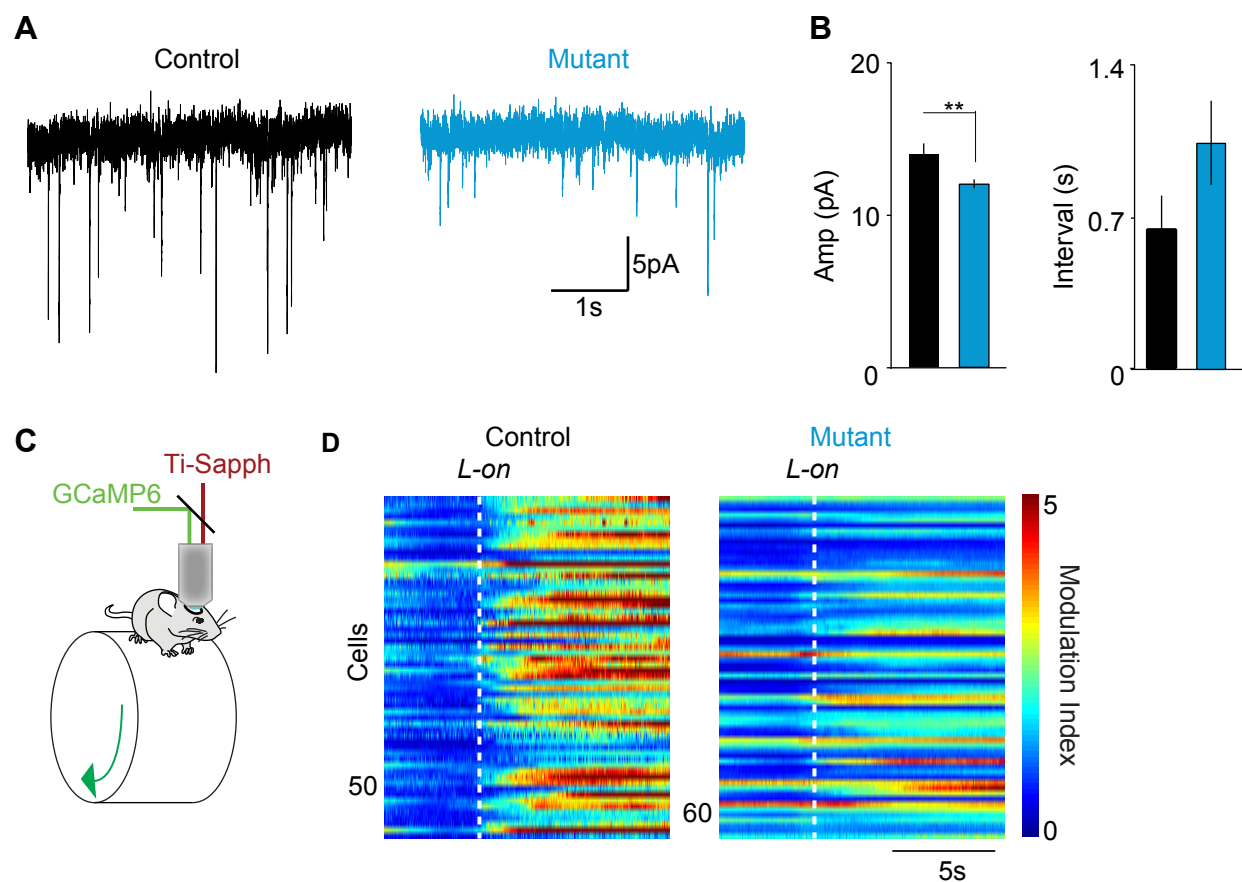 A
Control
Mutant
5pA
1s
B
20
10
0
Amp (pA)
**
1.4
0.7
0
Interval (s)
C
Ti-Sapph
GCaMP6
D
Control
L-on
Mutant
L-on
Cells
50
60
5
0
Modulation Index
5s